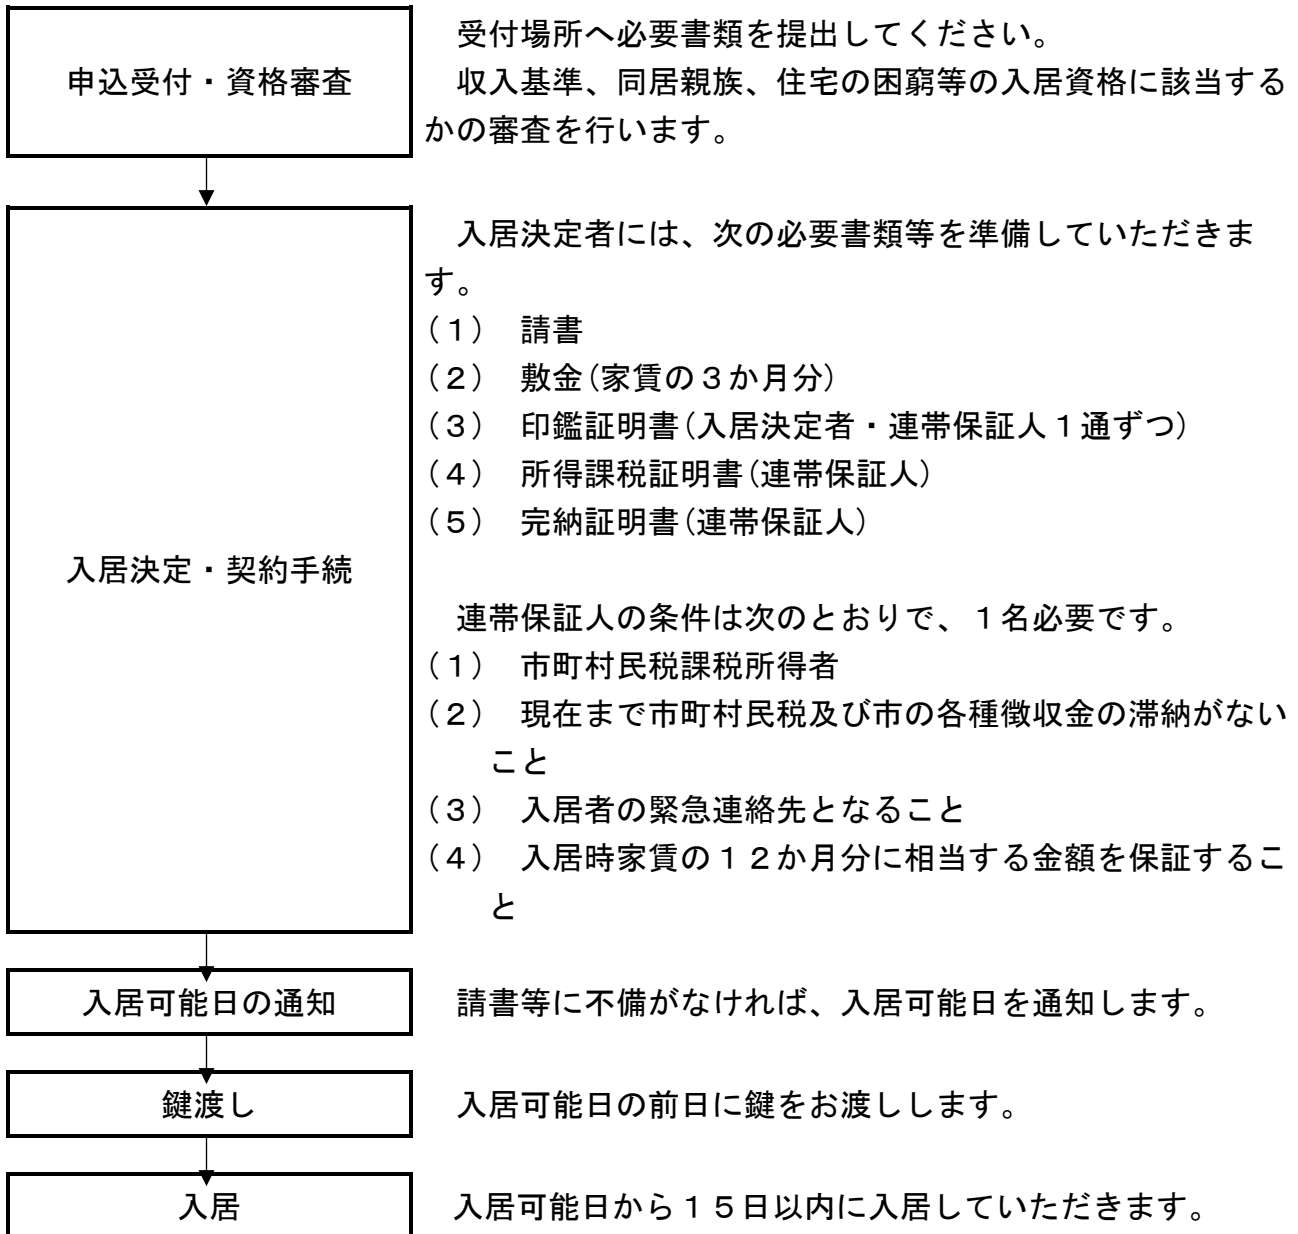 申込受付・資格審査
　受付場所へ必要書類を提出してください。
　収入基準、同居親族、住宅の困窮等の入居資格に該当する
かの審査を行います。
入居決定・契約手続
　入居決定者には、次の必要書類等を準備していただきま
す。
(１)　請書
(２)　敷金(家賃の３か月分)
(３)　印鑑証明書(入居決定者・連帯保証人１通ずつ)
(４)　所得課税証明書(連帯保証人)
(５)　完納証明書(連帯保証人)
　連帯保証人の条件は次のとおりで、１名必要です。
(１)　市町村民税課税所得者
(２)　現在まで市町村民税及び市の各種徴収金の滞納がない
こと
(３)　入居者の緊急連絡先となること
(４)　入居時家賃の１２か月分に相当する金額を保証するこ
と
入居可能日の通知
　請書等に不備がなければ、入居可能日を通知します。
鍵渡し
　入居可能日の前日に鍵をお渡しします。
入居
　入居可能日から１５日以内に入居していただきます。